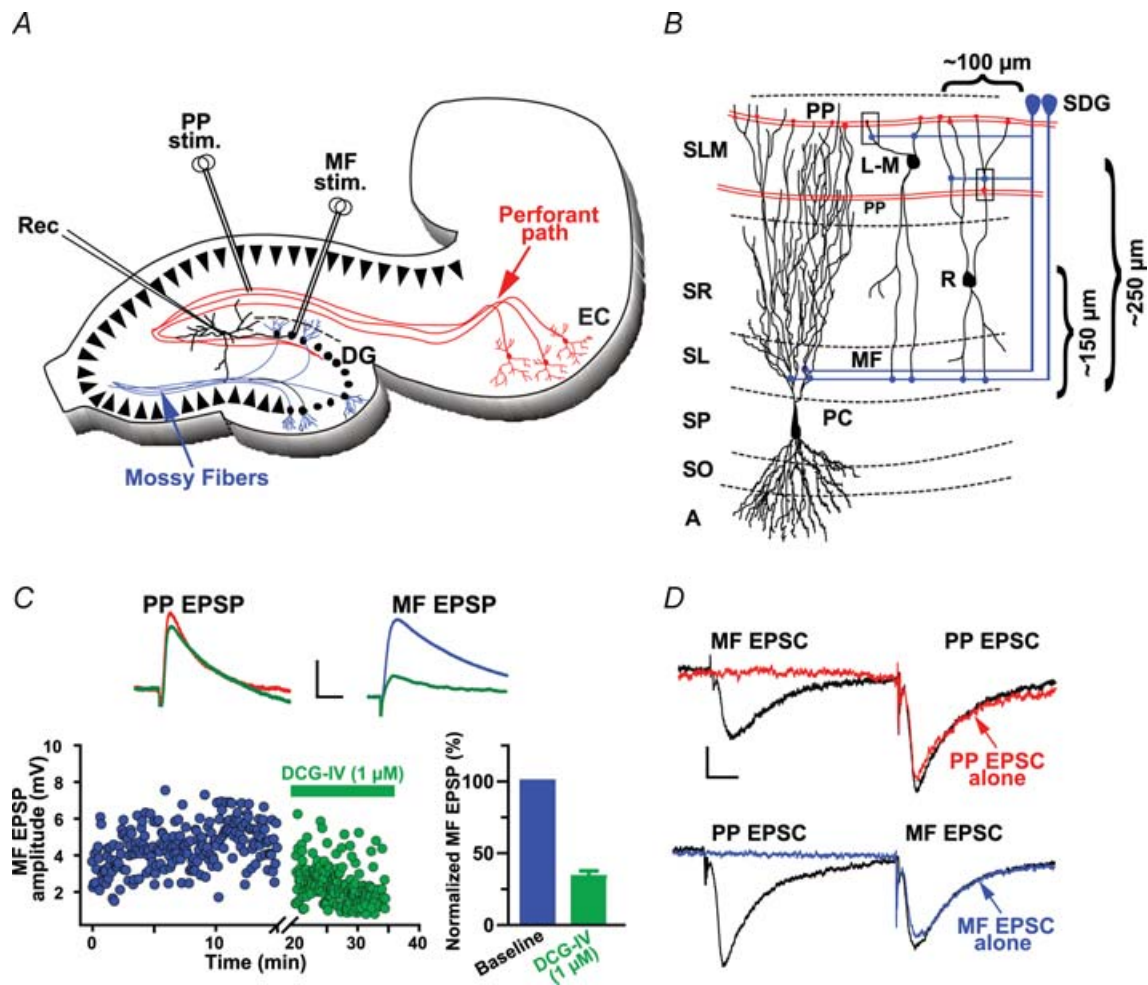 A
PP
stim.
MF
stim.
Rec
Perforant
path
EC
DG
Mossy Fibers
B
~100 µm
PP
SDG
SLM
L-M
PP
SR
R
~150 µm
~250 µm
SL
MF
SP
PC
SO
A
C
PP EPSP
MF EPSP
MF EPSP
amplitude (mV)
10
8
6
4
2
DCG-IV (1 µM)
0
10
20
30
40
Time (min)
Normalized MF EPSP (%)
100
50
0
Baseline
DCG-IV
(1 µM)
D
MF EPSC
PP EPSC
PP EPSC
alone
PP EPSC
MF EPSC
MF EPSC
alone